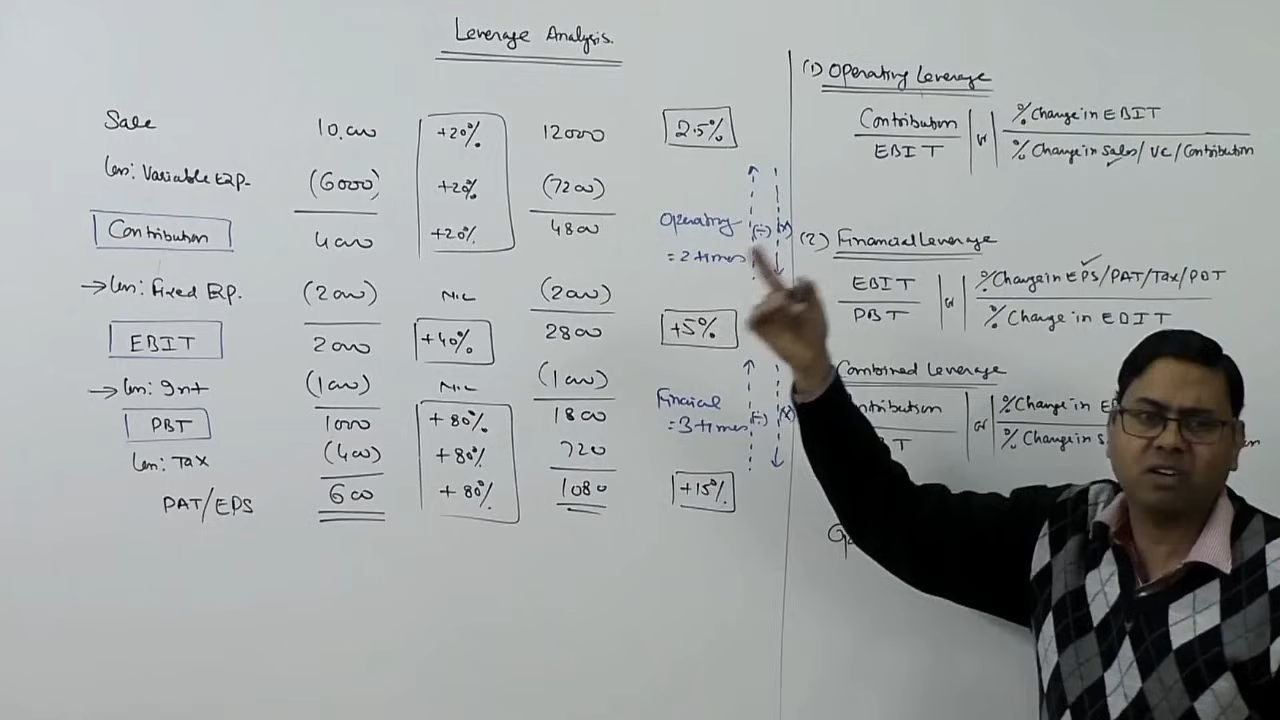 Leverage Analysis.
Sale 10,000 +20% 12000 2.5%
Less: Variable Exp. (6000) +20% (7200)
Contribution 4000 +20% 4800
Operating = 2 times (÷) (x)
→ Less: Fixed Exp. (2000) NIL (2000)
EBIT 2000 +40% 2800 +5%
→ Less: Int (1000) NIL (1000)
PBT 1000 +80% 1800
Finacial = 3 times (÷) (x)
Less: Tax (400) +80% 720
PAT/EPS 600 +80% 1080 +15%
(1) Operating Leverage
Contribution / EBIT or % Change in EBIT / % Change in Sales/VC/Contribution
(2) Financial Leverage
EBIT / PBT or % Change in EPS/PAT/Tax/PBT / % Change in EBIT
Combined Leverage
or % Change in
% Change in